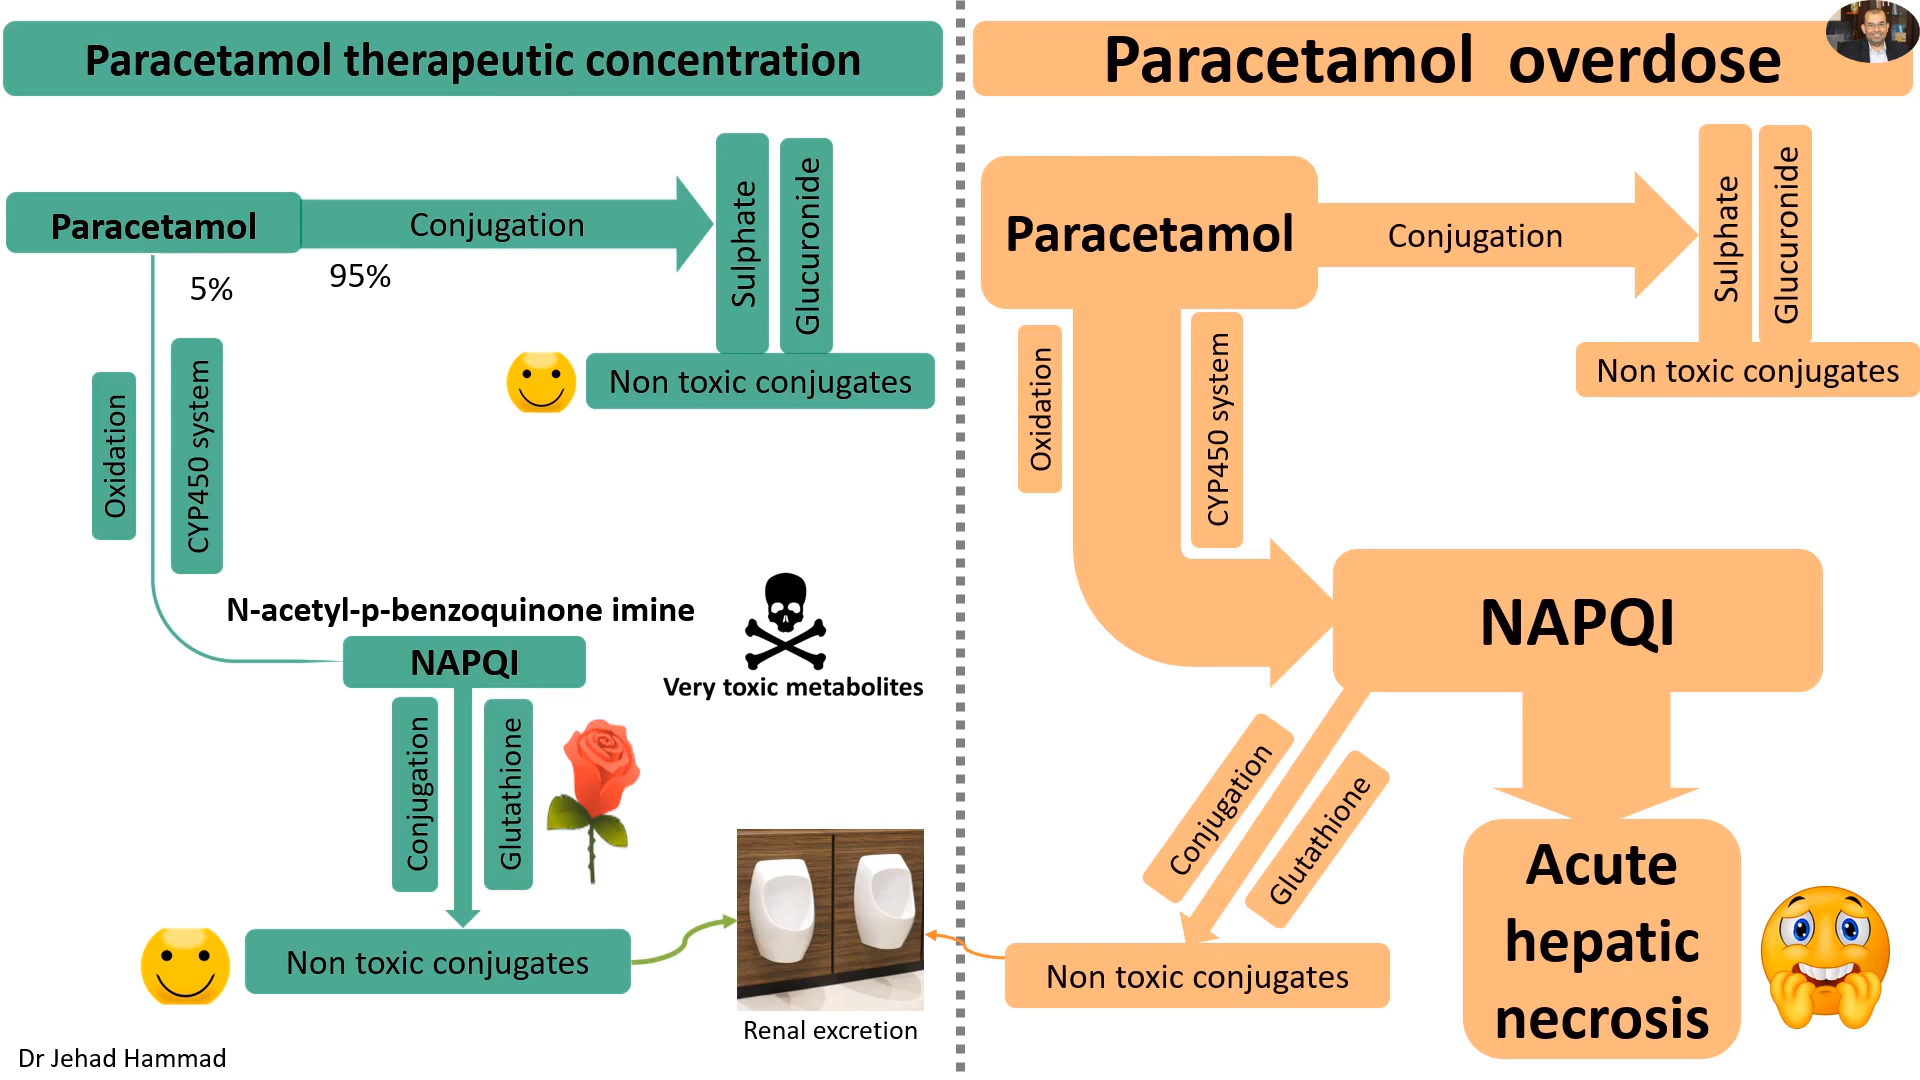 Paracetamol therapeutic concentration
Paracetamol
Conjugation
5%
95%
Sulphate
Glucuronide
Non toxic conjugates
Oxidation
CYP450 system
N-acetyl-p-benzoquinone imine
NAPQI
Very toxic metabolites
Conjugation
Glutathione
Non toxic conjugates
Renal excretion
Dr Jehad Hammad
Paracetamol overdose
Paracetamol
Conjugation
Sulphate
Glucuronide
Non toxic conjugates
Oxidation
CYP450 system
NAPQI
Conjugation
Glutathione
Non toxic conjugates
Acute
hepatic
necrosis